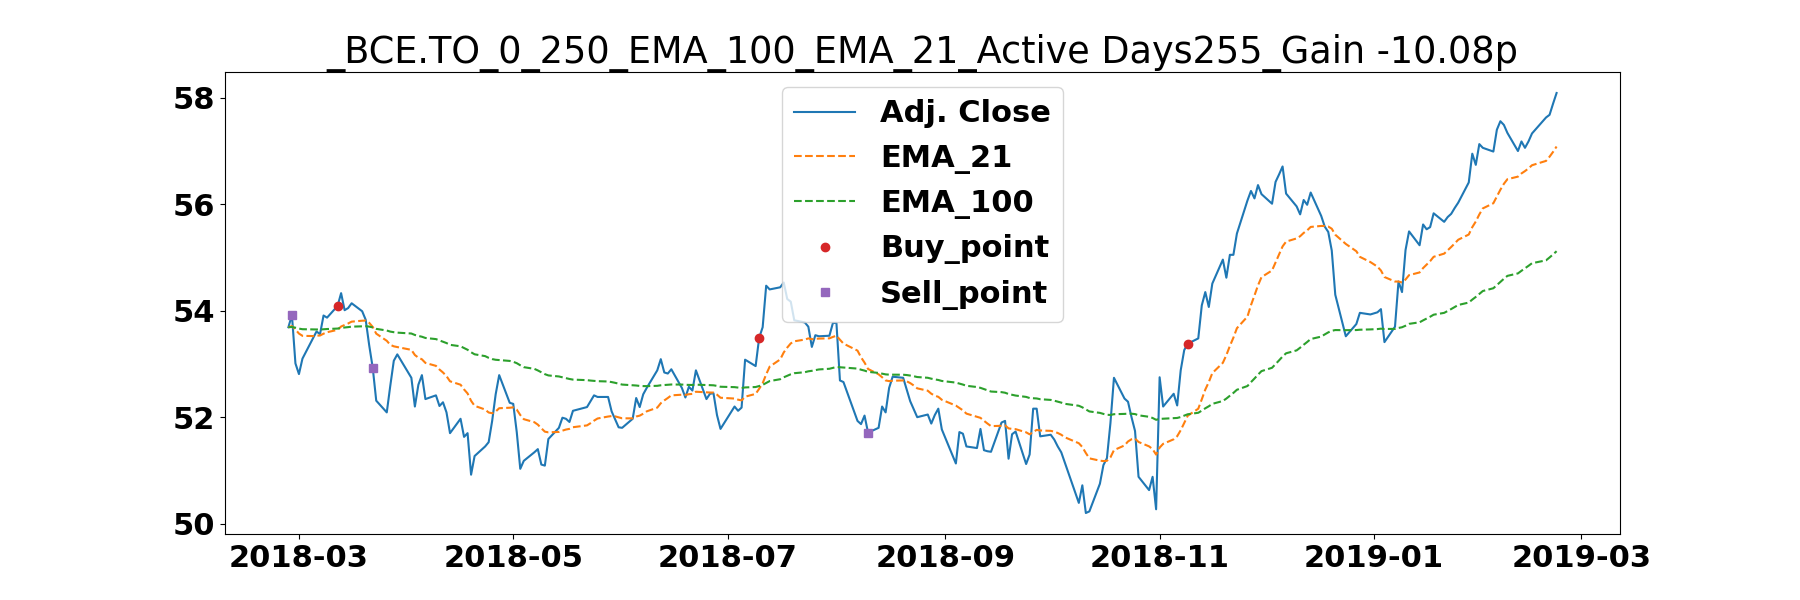 _BCE.TO_0_250_EMA_100_EMA_21_Active Days255_Gain -10.08p
58
56
54
52
50
Adj. Close
EMA_21
EMA_100
Buy_point
Sell_point
2018-03 2018-05 2018-07 2018-09 2018-11 2019-01 2019-03